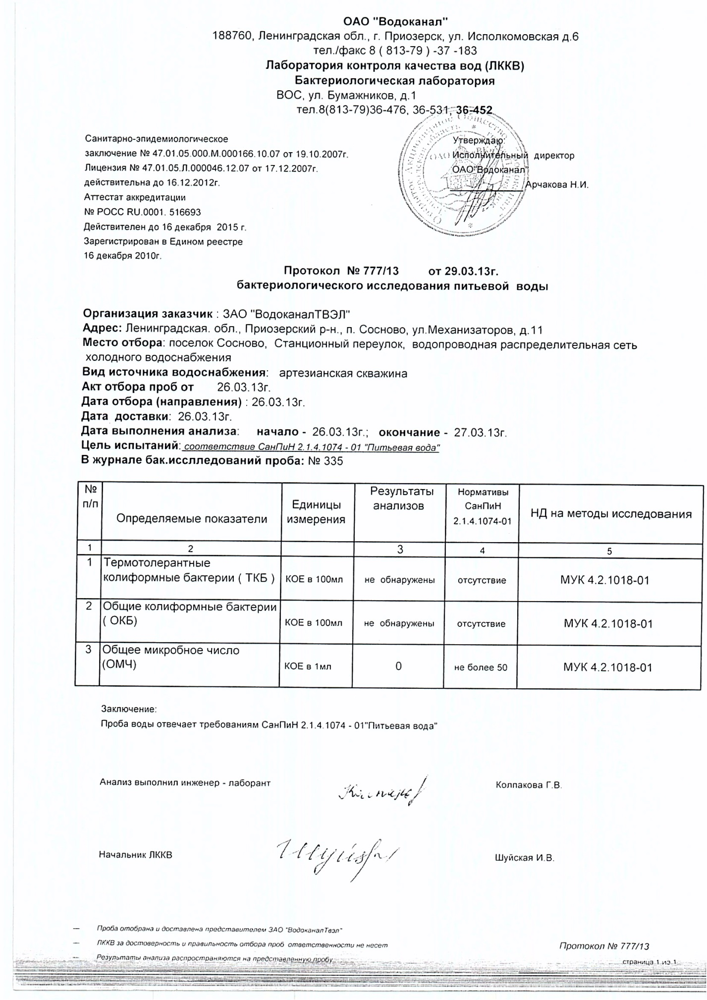 ОАО "Водоканал"
188760, Ленинградская обл., г. Приозерск, ул. Исполкомовская д.6
тел./факс 8 ( 813-79 ) -37 -183
Лаборатория контроля качества вод (ЛККВ)
Бактериологическая лаборатория
ВОС, ул. Бумажников, д.1
тел.8(813-79)36-476, 36-531, 36-452
Санитарно-эпидемиологическое
заключение № 47.01.05.000.М.000166.10.07 от 19.10.2007г.
Лицензия № 47.01.05.Л.000046.12.07 от 17.12.2007г.
действительна до 16.12.2012г.
Аттестат аккредитации
№ РОСС RU.0001. 516693
Действителен до 16 декабря 2015 г.
Зарегистрирован в Едином реестре
16 декабря 2010г.
Утверждаю:
Исполнительный директор
ОАО"Водоканал"
Арчакова Н.И.
Протокол № 777/13 от 29.03.13г.
бактериологического исследования питьевой воды
Организация заказчик : ЗАО "ВодоканалТВЭЛ"
Адрес: Ленинградская. обл., Приозерский р-н., п. Сосново, ул.Механизаторов, д.11
Место отбора: поселок Сосново, Станционный переулок, водопроводная распределительная сеть
холодного водоснабжения
Вид источника водоснабжения: артезианская скважина
Акт отбора проб от 26.03.13г.
Дата отбора (направления) : 26.03.13г.
Дата доставки: 26.03.13г.
Дата выполнения анализа: начало - 26.03.13г.; окончание - 27.03.13г.
Цель испытаний: соответствие СанПиН 2.1.4.1074 - 01 "Питьевая вода"
В журнале бак.исслледований проба: № 335
№ п/п Определяемые показатели Единицы измерения Результаты анализов Нормативы СанПиН 2.1.4.1074-01 НД на методы исследования
1 2 3 4 5
1 Термотолерантные колиформные бактерии ( ТКБ ) КОЕ в 100мл не обнаружены отсутствие МУК 4.2.1018-01
2 Общие колиформные бактерии ( ОКБ) КОЕ в 100мл не обнаружены отсутствие МУК 4.2.1018-01
3 Общее микробное число (ОМЧ) КОЕ в 1мл 0 не более 50 МУК 4.2.1018-01
Заключение:
Проба воды отвечает требованиям СанПиН 2.1.4.1074 - 01"Питьевая вода"
Анализ выполнил инженер - лаборант Колпакова Г.В.
Начальник ЛККВ Шуйская И.В.
— Проба отобрана и доставлена представителем ЗАО "ВодоканалТвэл"
— ЛККВ за достоверность и правильность отбора проб ответственности не несет
— Результаты анализа распространяются на представленную пробу
Протокол № 777/13
страница 1 из 1